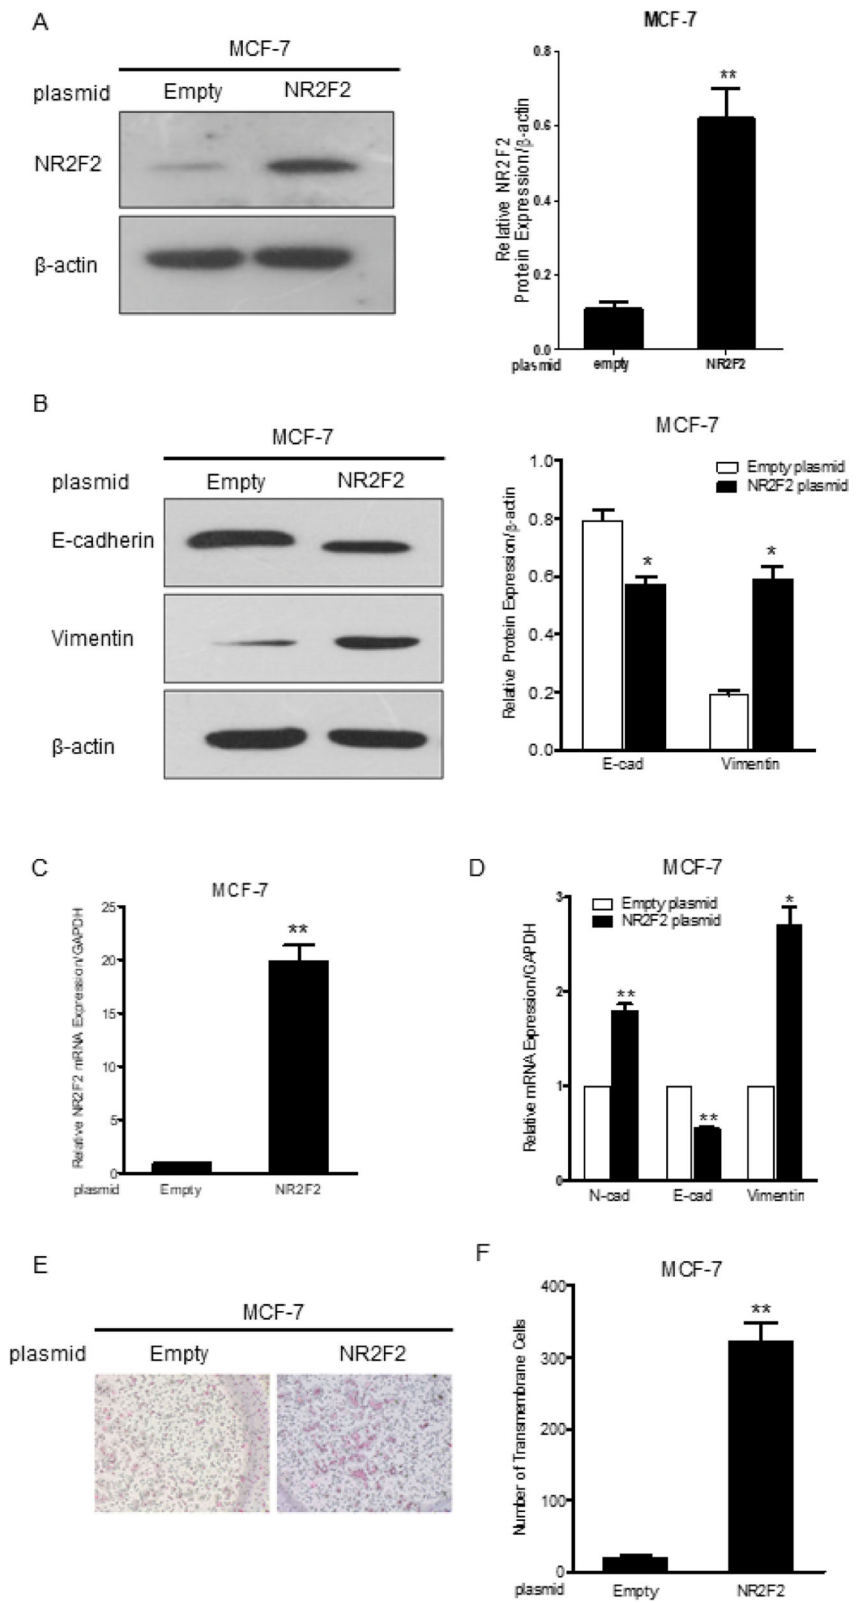 A
MCF-7
plasmid Empty NR2F2
NR2F2
β-actin
MCF-7
Relative NR2F2
Protein Expression/β-actin
0.8
**
0.6
0.4
0.2
0.0
plasmid empty NR2F2
B
MCF-7
plasmid Empty NR2F2
E-cadherin
Vimentin
β-actin
MCF-7
Empty plasmid
NR2F2 plasmid
Relative Protein Expression/β-actin
1.0
0.8
0.6
0.4
0.2
0.0
*
*
E-cad Vimentin
C
MCF-7
Relative NR2F2 mRNA Expression/GAPDH
25
20
15
10
5
0
**
plasmid Empty NR2F2
D
MCF-7
Empty plasmid
NR2F2 plasmid
Relative mRNA Expression/GAPDH
3
2
1
0
**
**
*
N-cad E-cad Vimentin
E
MCF-7
plasmid Empty NR2F2
F
MCF-7
Number of Transmembrane Cells
400
300
200
100
0
**
plasmid Empty NR2F2